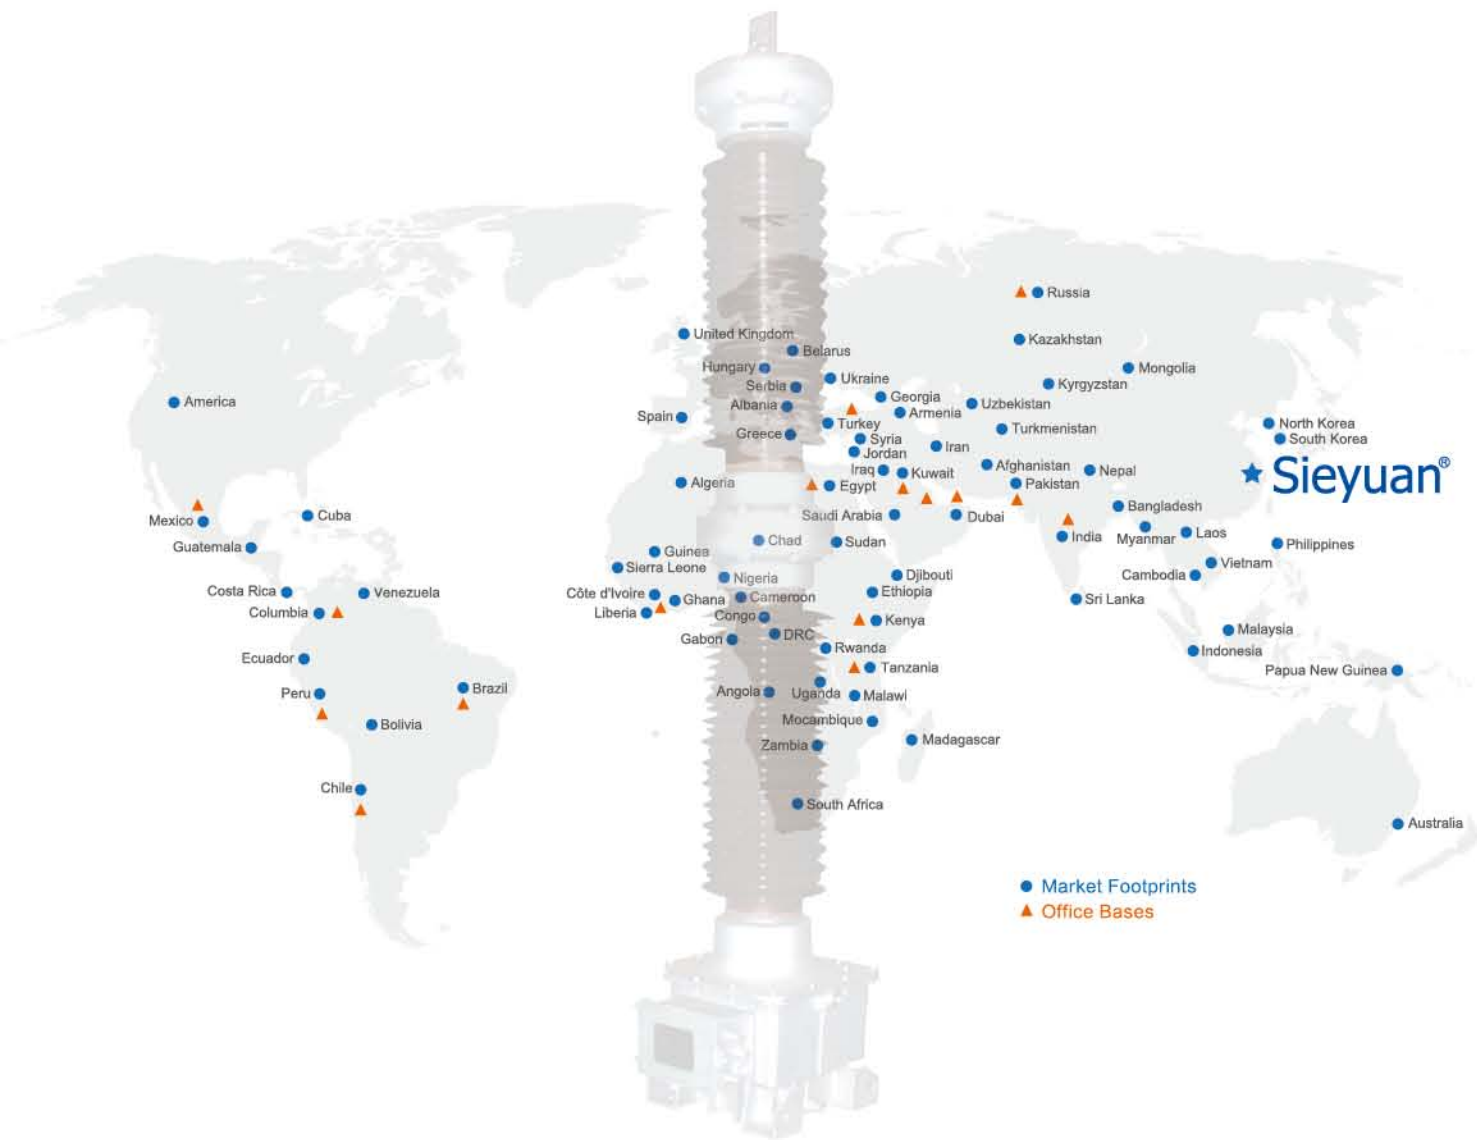 Russia
United Kingdom
Kazakhstan
Belarus
Hungary
Mongolia
Ukraine
Serbia
Kyrgyzstan
America
Georgia
Albania
Uzbekistan
Armenia
Spain
Turkey
North Korea
Greece
Turkmenistan
Syria
South Korea
Iran
Jordan
Afghanistan
Iraq
Kuwait
Nepal
Sieyuan®
Algeria
Egypt
Pakistan
Bangladesh
Mexico
Cuba
Saudi Arabia
Dubai
Guatemala
Chad
Sudan
India
Myanmar
Laos
Philippines
Guinea
Sierra Leone
Vietnam
Nigeria
Djibouti
Cambodia
Costa Rica
Venezuela
Côte d'Ivoire
Ghana
Cameroon
Ethiopia
Sri Lanka
Columbia
Liberia
Congo
Kenya
Gabon
DRC
Malaysia
Rwanda
Indonesia
Ecuador
Tanzania
Papua New Guinea
Peru
Brazil
Angola
Uganda
Malawi
Bolivia
Mocambique
Zambia
Madagascar
Chile
South Africa
Australia
Market Footprints
Office Bases